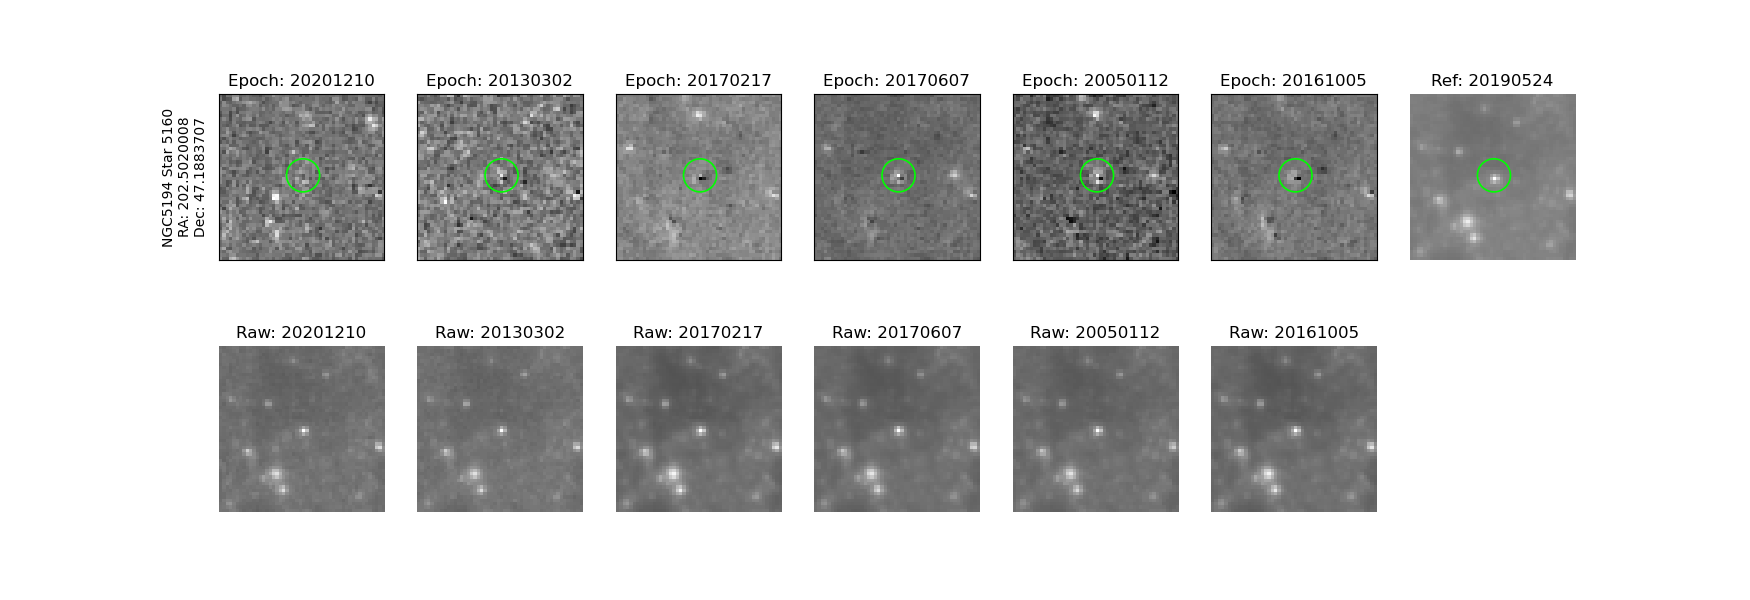 Epoch: 20201210
Epoch: 20130302
Epoch: 20170217
Epoch: 20170607
Epoch: 20050112
Epoch: 20161005
Ref: 20190524
NGC5194 Star 5160
RA: 202.5020008
Dec: 47.1883707
Raw: 20201210
Raw: 20130302
Raw: 20170217
Raw: 20170607
Raw: 20050112
Raw: 20161005